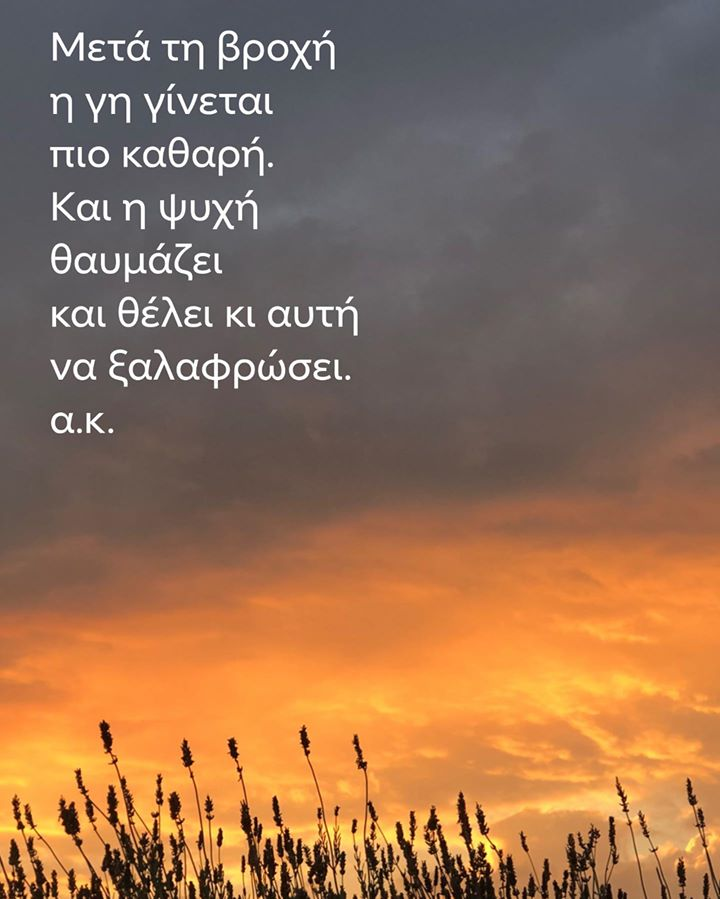 Μετά τη βροχή
η γη γίνεται
πιο καθαρή.
Και η ψυχή
θαυμάζει
και θέλει κι αυτή
να ξαλαφρώσει.
α.κ.